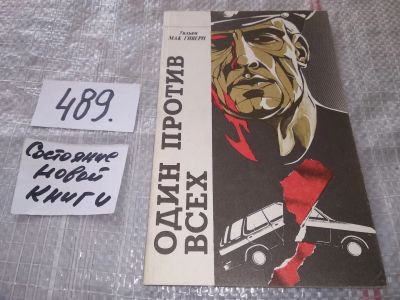 489.
Состояние
новой
книги
Уильям
МАК ГИВЕРН
ОДИН ПРОТИВ
ВСЕХ